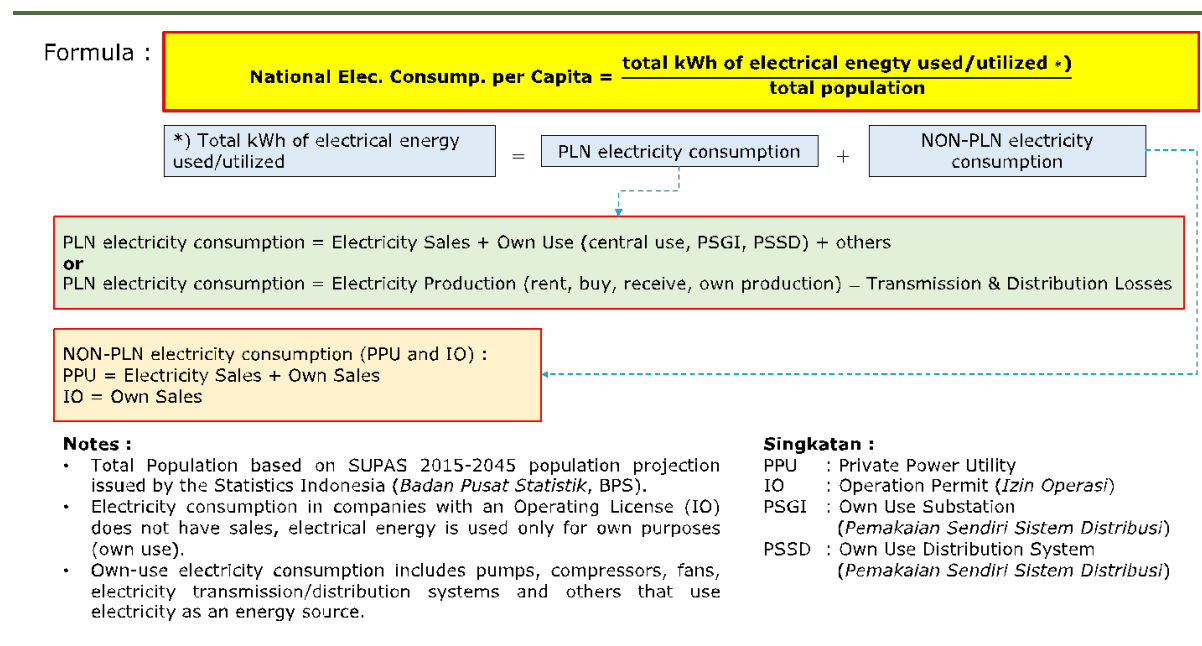 Formula :
National Elec. Consump. per Capita = total kWh of electrical enegty used/utilized *)
total population
*) Total kWh of electrical energy
used/utilized
=
PLN electricity consumption
+
NON-PLN electricity
consumption
PLN electricity consumption = Electricity Sales + Own Use (central use, PSGI, PSSD) + others
or
PLN electricity consumption = Electricity Production (rent, buy, receive, own production) – Transmission & Distribution Losses
NON-PLN electricity consumption (PPU and IO) :
PPU = Electricity Sales + Own Sales
IO = Own Sales
Notes :
• Total Population based on SUPAS 2015-2045 population projection
issued by the Statistics Indonesia (Badan Pusat Statistik, BPS).
• Electricity consumption in companies with an Operating License (IO)
does not have sales, electrical energy is used only for own purposes
(own use).
• Own-use electricity consumption includes pumps, compressors, fans,
electricity transmission/distribution systems and others that use
electricity as an energy source.
Singkatan :
PPU : Private Power Utility
IO : Operation Permit (Izin Operasi)
PSGI : Own Use Substation
(Pemakaian Sendiri Sistem Distribusi)
PSSD : Own Use Distribution System
(Pemakaian Sendiri Sistem Distribusi)